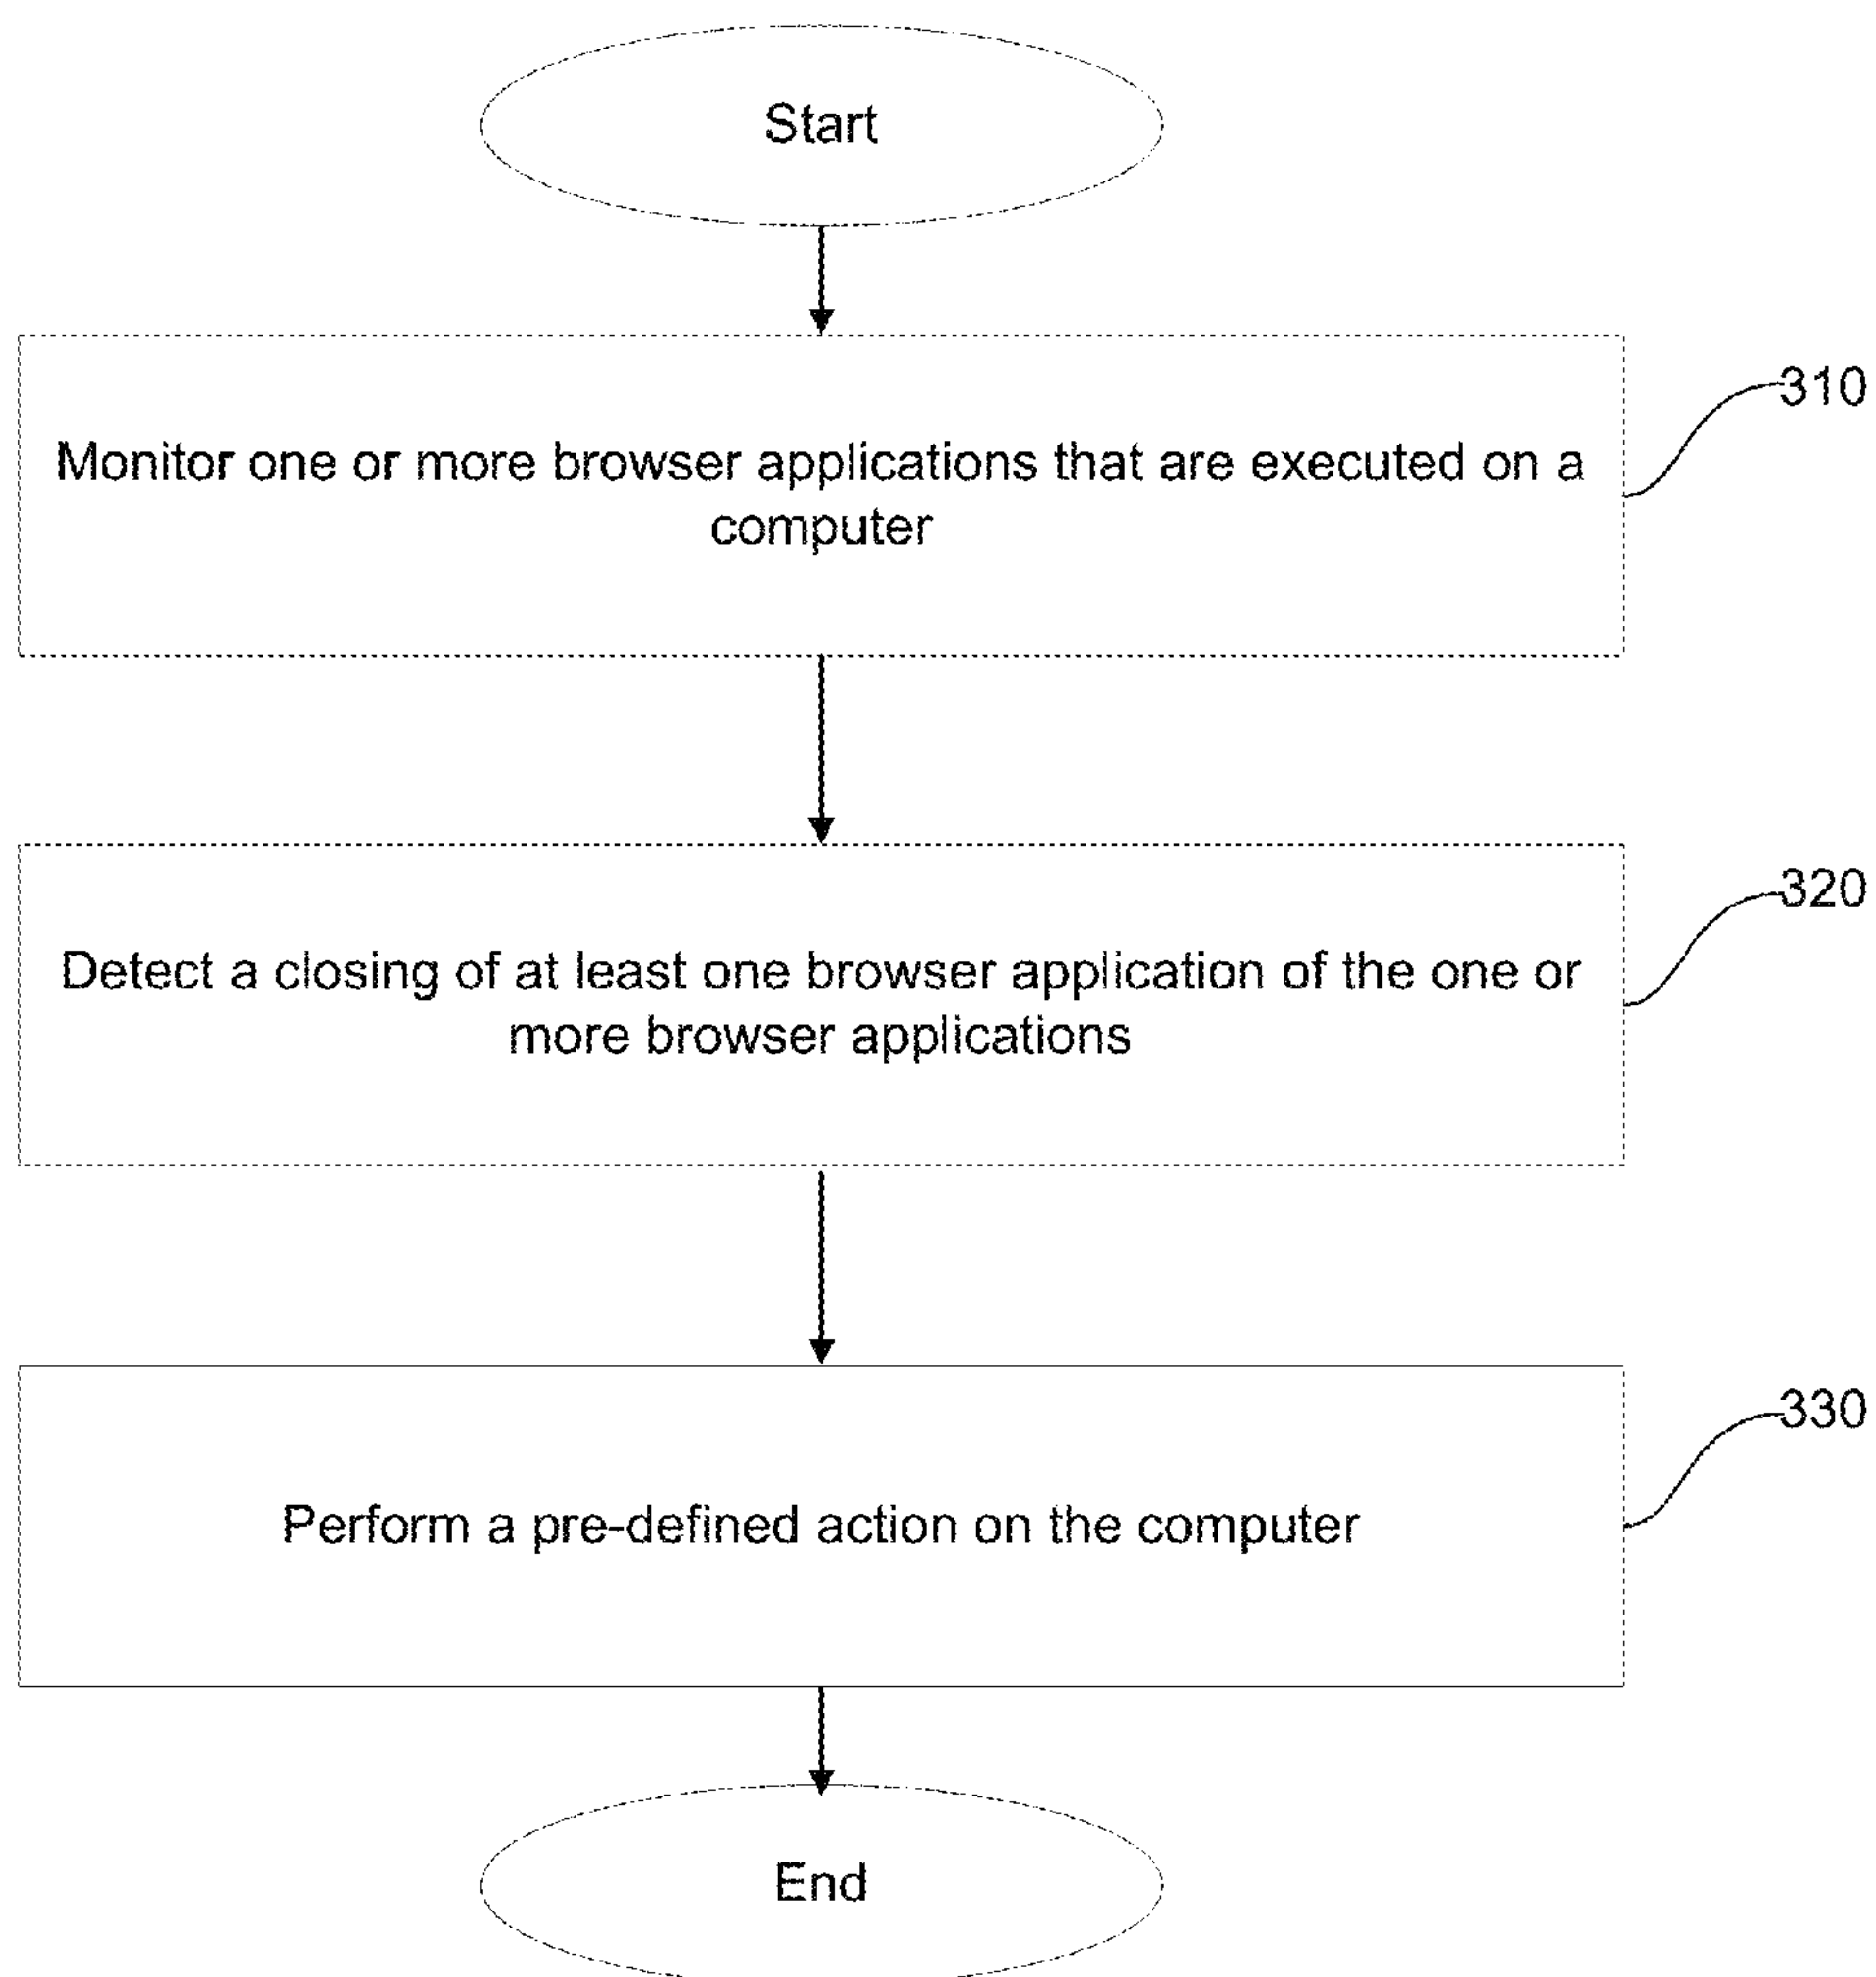 Start
310
Monitor one or more browser applications that are executed on a
computer
320
Detect a closing of at least one browser application of the one or
more browser applications
330
Perform a pre-defined action on the computer
End